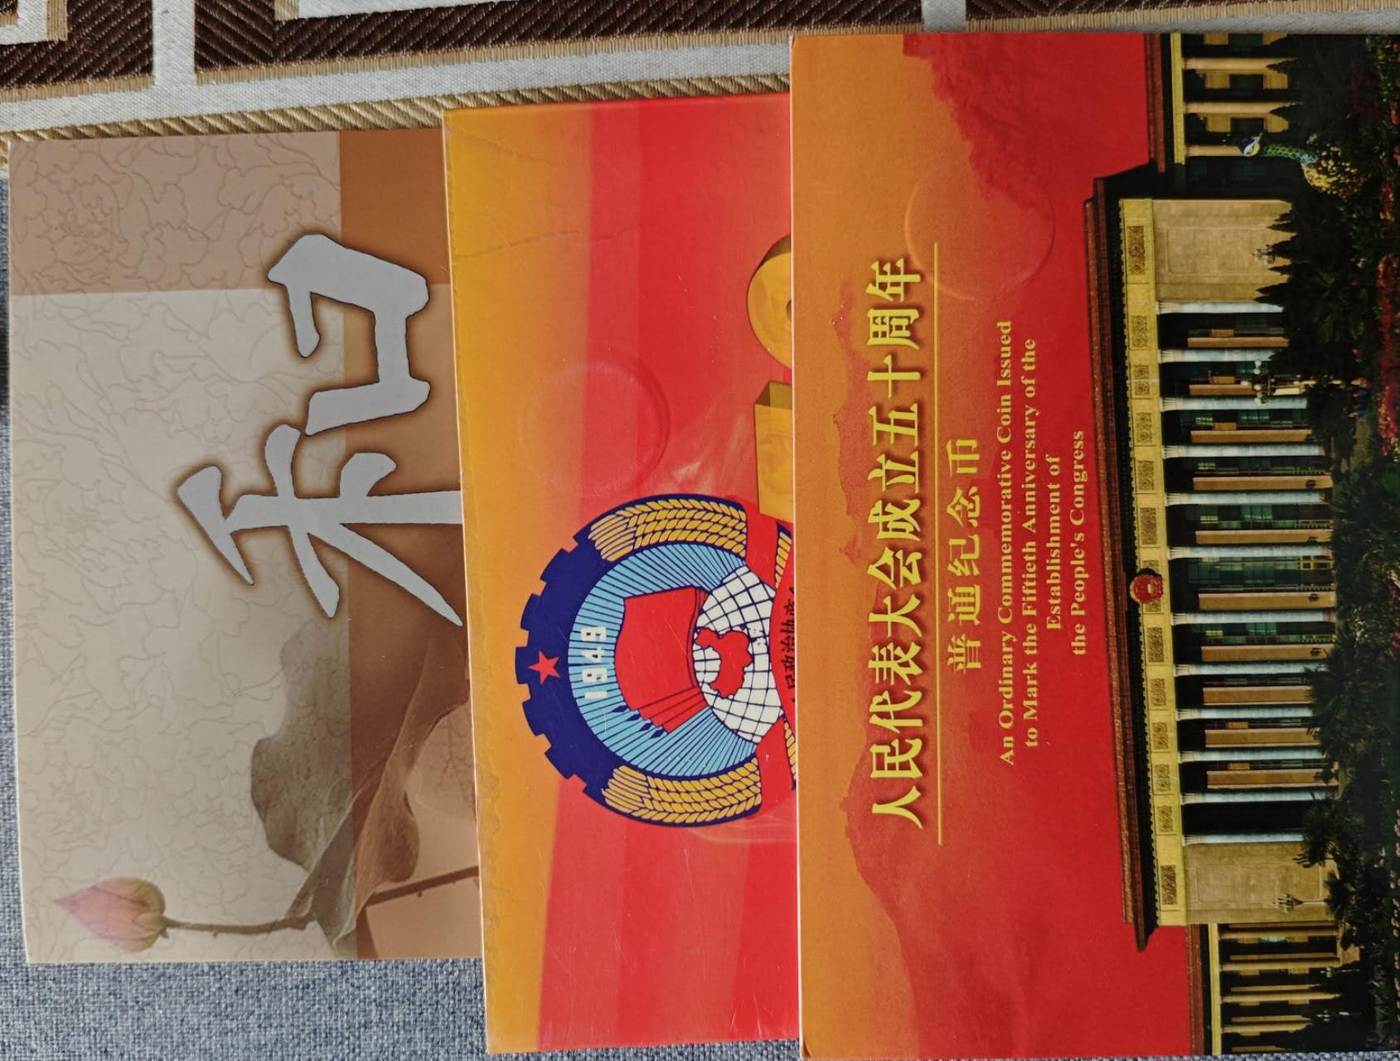 和
1949
人民代表大会成立五十周年
普通纪念币
An Ordinary Commemorative Coin Issued
to Mark the Fiftieth Anniversary of the
Establishment of
the People's Congress